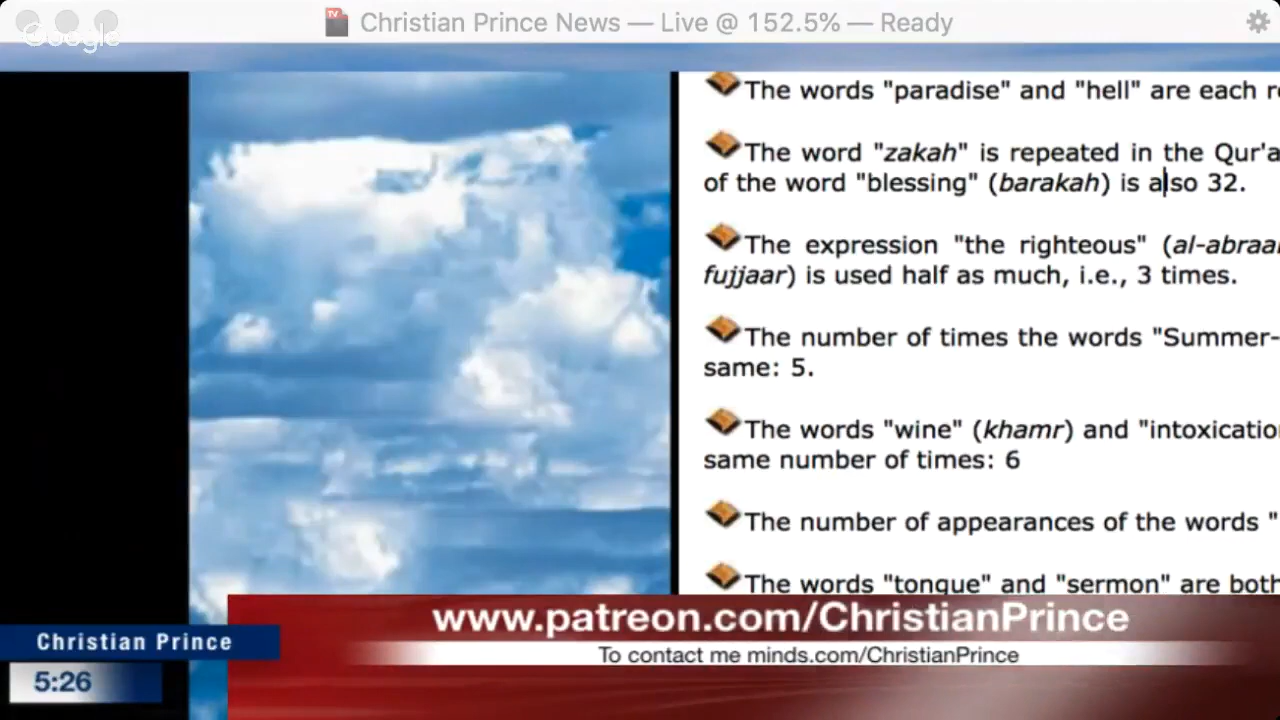 Christian Prince News — Live @ 152.5% — Ready
Google
The words "paradise" and "hell" are each
The word "zakah" is repeated in the Qur'a
of the word "blessing" (barakah) is also 32.
The expression "the righteous" (al-abraa
fujjaar) is used half as much, i.e., 3 times.
The number of times the words "Summer-
same: 5.
The words "wine" (khamr) and "intoxicatio
same number of times: 6
The number of appearances of the words "
The words "tongue" and "sermon" are both
www.patreon.com/ChristianPrince
To contact me minds.com/ChristianPrince
Christian Prince
5:26